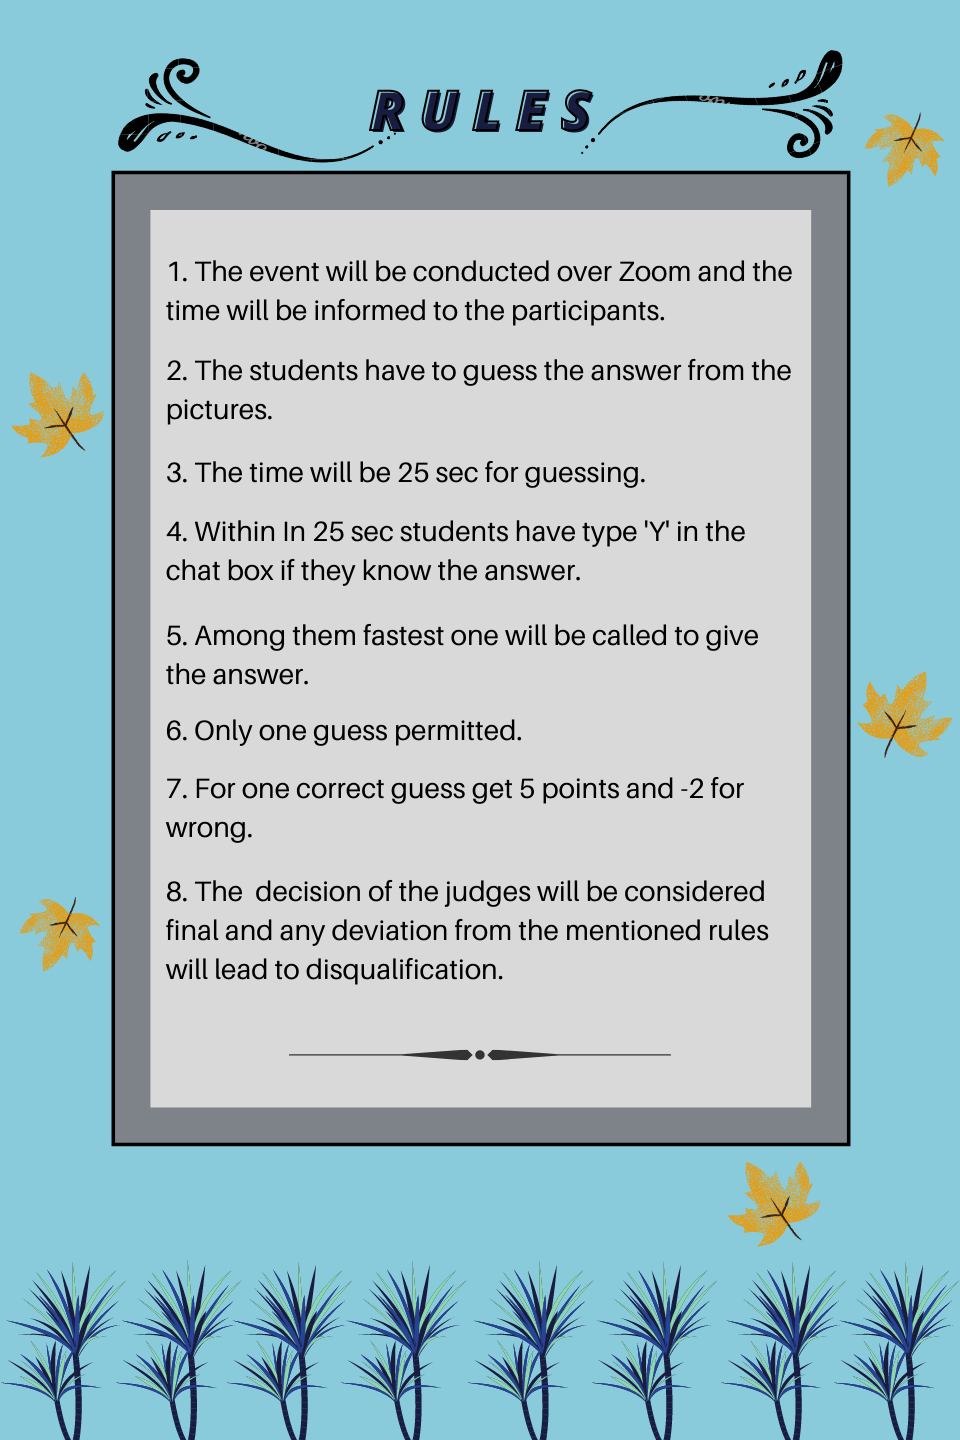 RULES
1. The event will be conducted over Zoom and the
time will be informed to the participants.
2. The students have to guess the answer from the
pictures.
3. The time will be 25 sec for guessing.
4. Within In 25 sec students have type 'Y' in the
chat box if they know the answer.
5. Among them fastest one will be called to give
the answer.
6. Only one guess permitted.
7. For one correct guess get 5 points and -2 for
wrong.
8. The  decision of the judges will be considered
final and any deviation from the mentioned rules
will lead to disqualification.